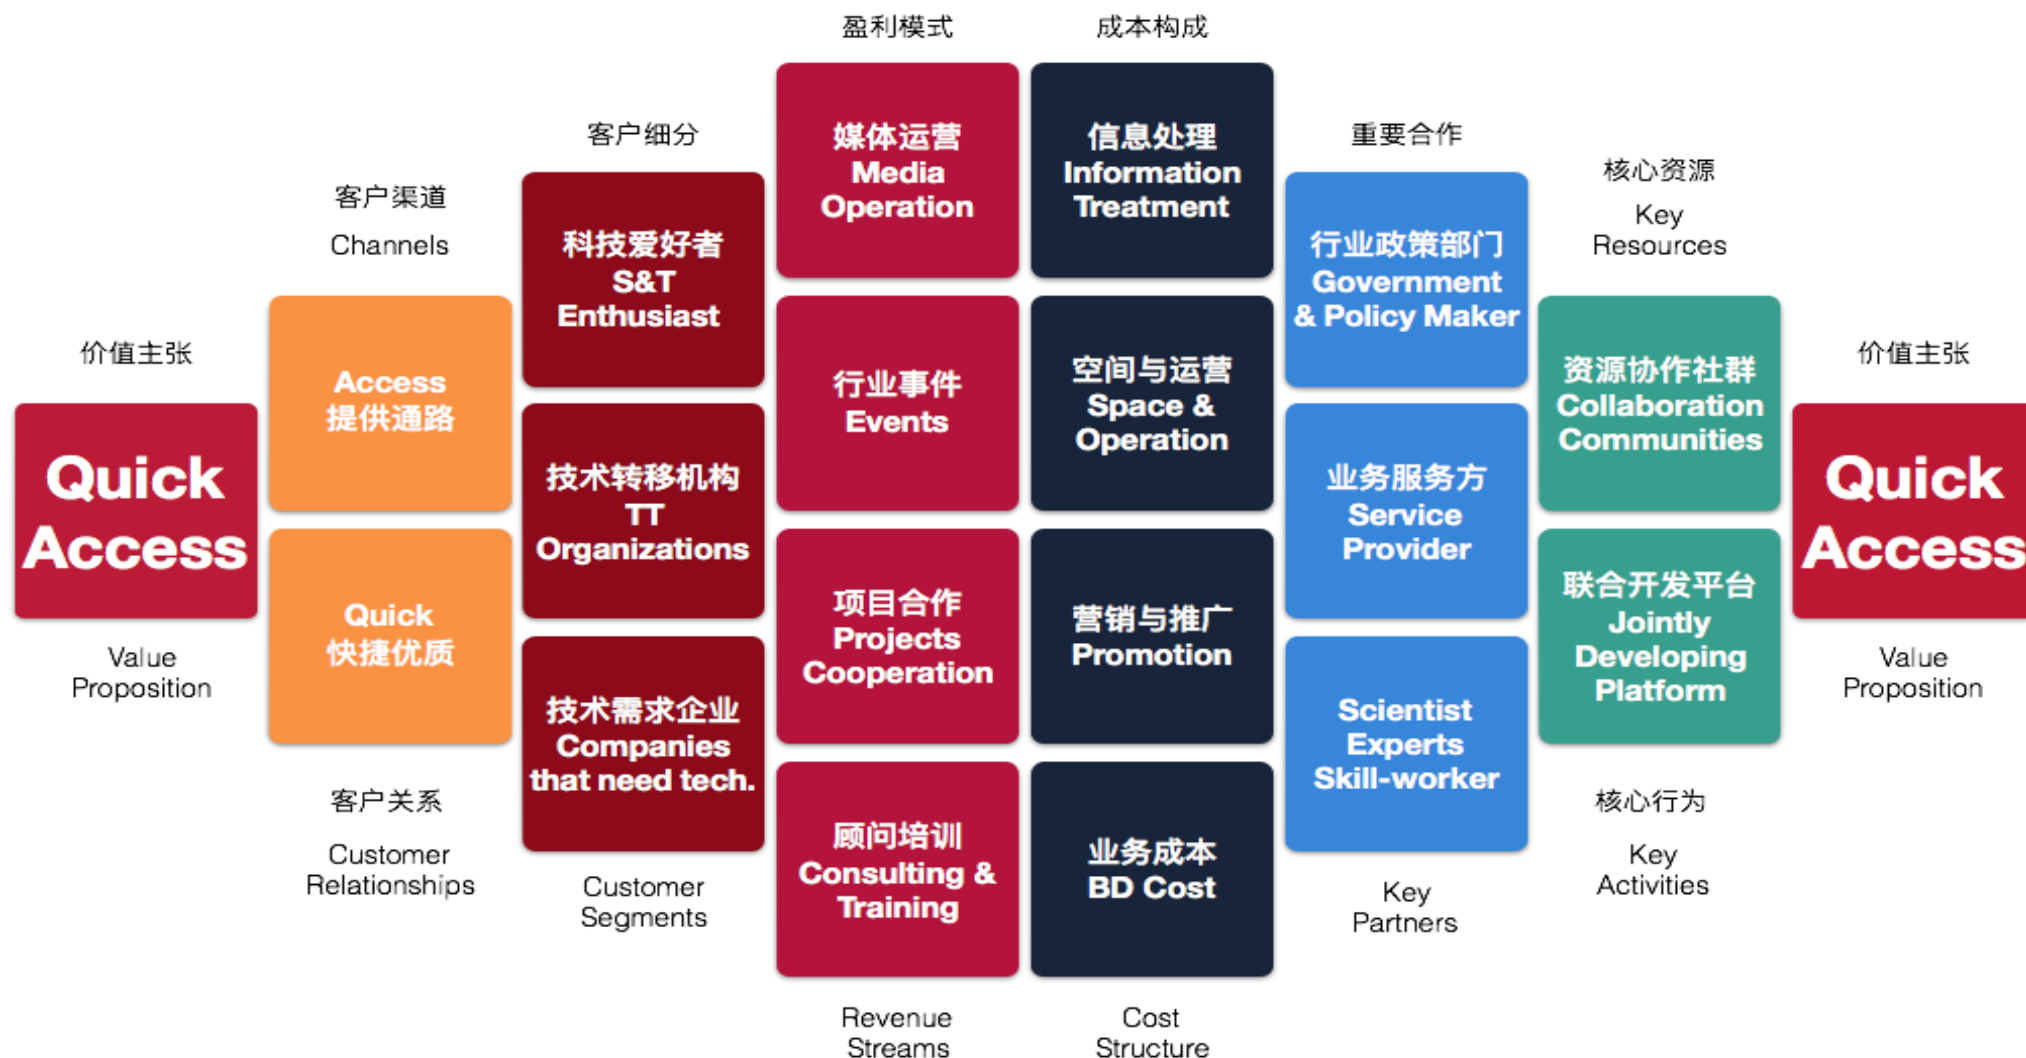 价值主张
Quick
Access
Value
Proposition
客户渠道
Channels
Access
提供通路
Quick
快捷优质
客户关系
Customer
Relationships
客户细分
科技爱好者
S&T
Enthusiast
技术转移机构
TT
Organizations
技术需求企业
Companies
that need tech.
Customer
Segments
盈利模式
媒体运营
Media
Operation
行业事件
Events
项目合作
Projects
Cooperation
顾问培训
Consulting &
Training
Revenue
Streams
成本构成
信息处理
Information
Treatment
空间与运营
Space &
Operation
营销与推广
Promotion
业务成本
BD Cost
Cost
Structure
重要合作
行业政策部门
Government
& Policy Maker
业务服务方
Service
Provider
Scientist
Experts
Skill-worker
Key
Partners
核心资源
Key
Resources
资源协作社群
Collaboration
Communities
联合开发平台
Jointly
Developing
Platform
核心行为
Key
Activities
价值主张
Quick
Access
Value
Proposition